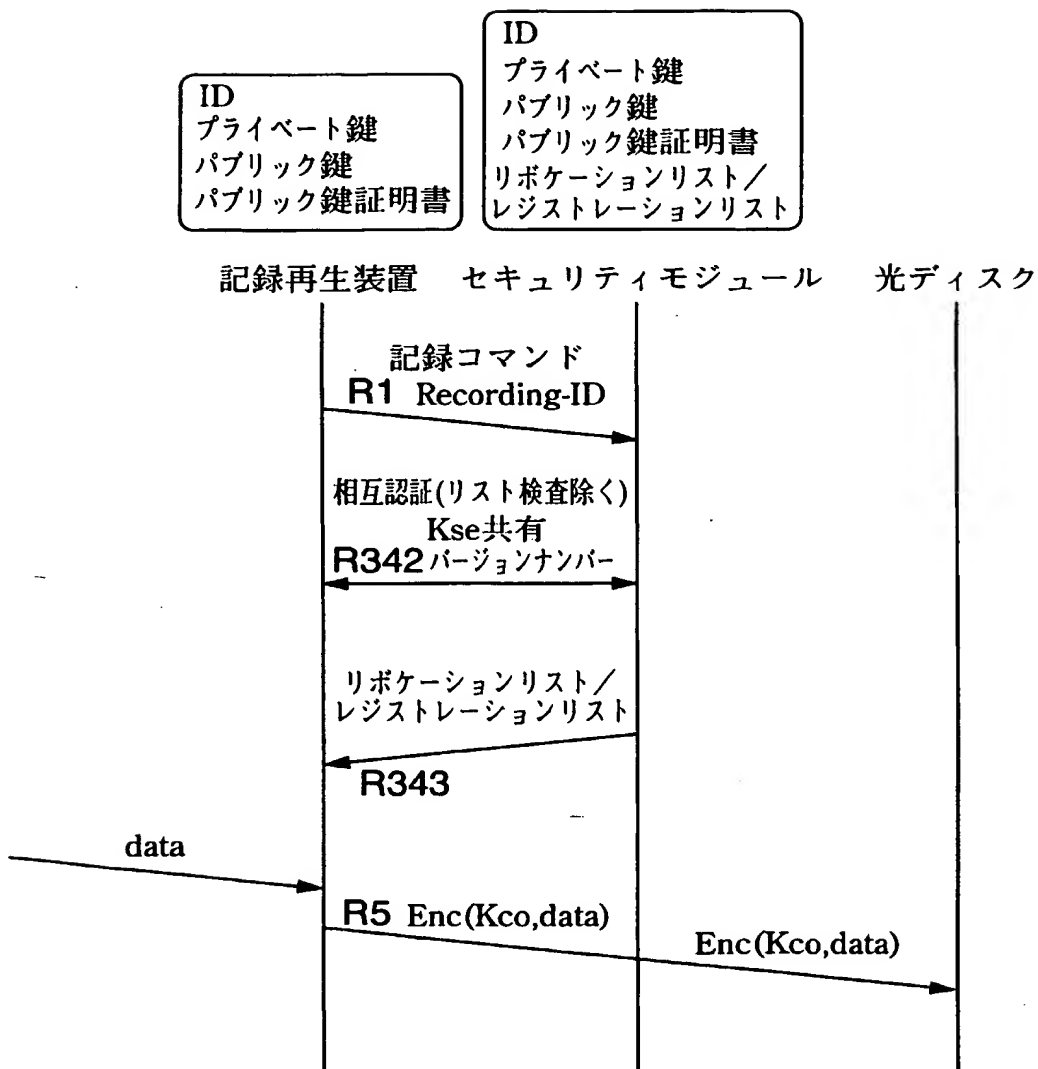 ID
プライベート鍵
パブリック鍵
パブリック鍵証明書
ID
プライベート鍵
パブリック鍵
パブリック鍵証明書
リボケーションリスト／
レジストレーションリスト
記録再生装置
セキュリティモジュール
光ディスク
記録コマンド
R1 Recording-ID
相互認証(リスト検査除く)
Kse共有
R342 バージョンナンバー
リボケーションリスト／
レジストレーションリスト
R343
data
R5 Enc(Kco,data)
Enc(Kco,data)